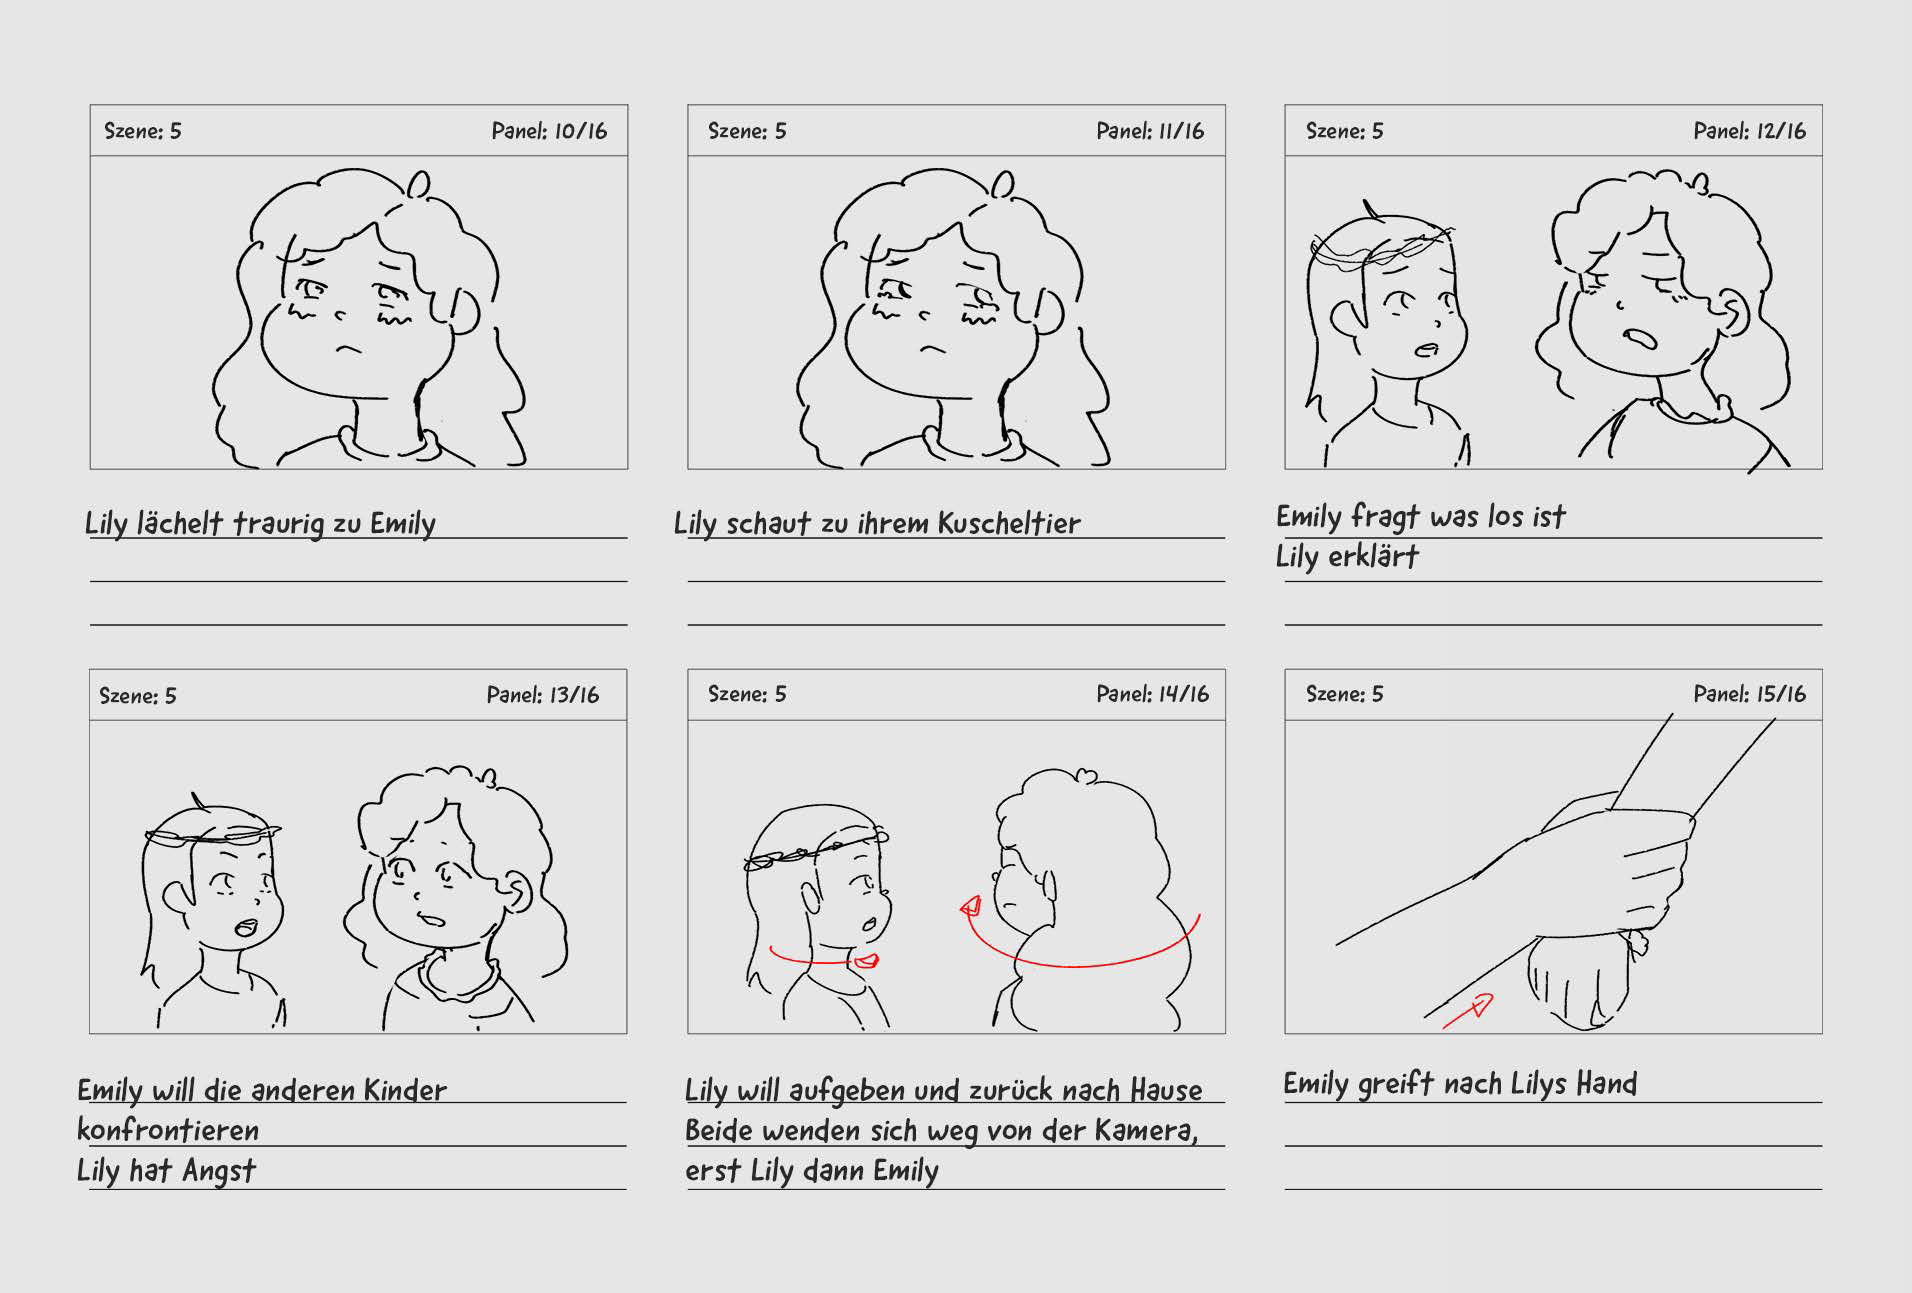 Szene: 5
Panel: 10/16
Lily lächelt traurig zu Emily
Szene: 5
Panel: 11/16
Lily schaut zu ihrem Kuscheltier
Szene: 5
Panel: 12/16
Emily fragt was los ist
Lily erklärt
Szene: 5
Panel: 13/16
Emily will die anderen Kinder
konfrontieren
Lily hat Angst
Szene: 5
Panel: 14/16
Lily will aufgeben und zurück nach Hause
Beide wenden sich weg von der Kamera,
erst Lily dann Emily
Szene: 5
Panel: 15/16
Emily greift nach Lilys Hand